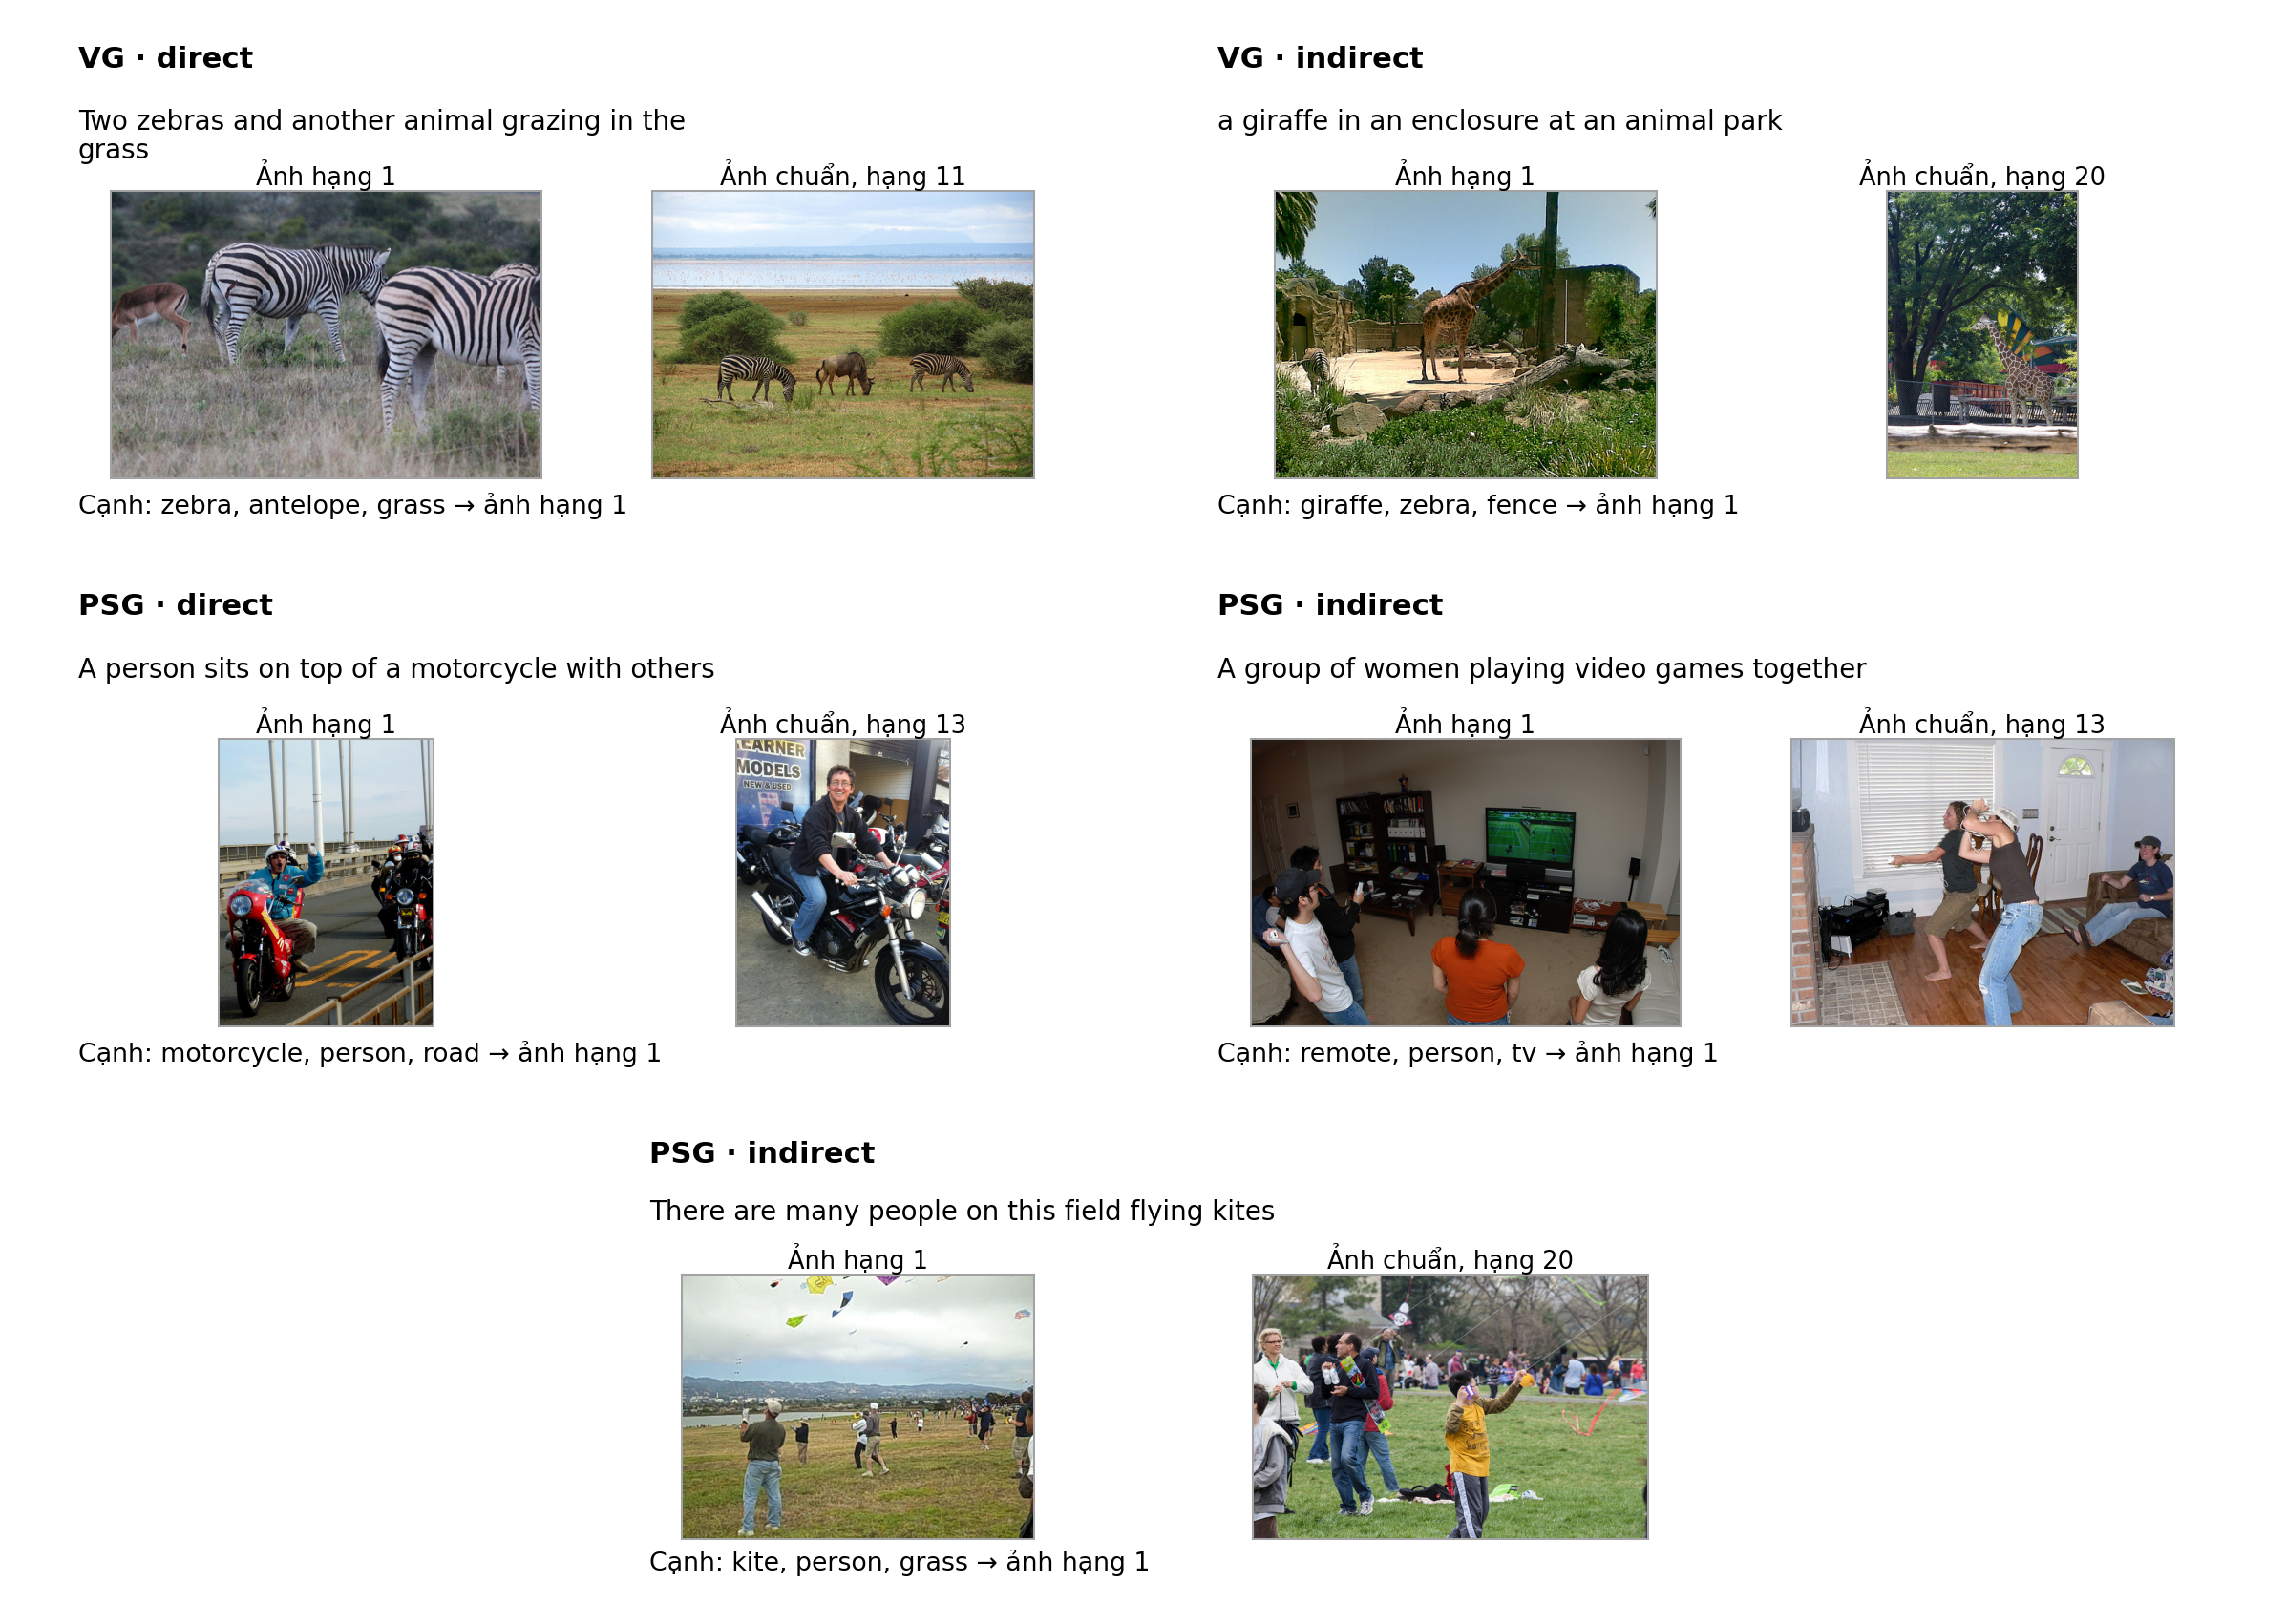 VG · direct
Two zebras and another animal grazing in the
grass
Ảnh hạng 1
Ảnh chuẩn, hạng 11
Cạnh: zebra, antelope, grass → ảnh hạng 1
VG · indirect
a giraffe in an enclosure at an animal park
Ảnh hạng 1
Ảnh chuẩn, hạng 20
Cạnh: giraffe, zebra, fence → ảnh hạng 1
PSG · direct
A person sits on top of a motorcycle with others
Ảnh hạng 1
Ảnh chuẩn, hạng 13
EARNER
MODELS
NEW & USED
Cạnh: motorcycle, person, road → ảnh hạng 1
PSG · indirect
A group of women playing video games together
Ảnh hạng 1
Ảnh chuẩn, hạng 13
Cạnh: remote, person, tv → ảnh hạng 1
PSG · indirect
There are many people on this field flying kites
Ảnh hạng 1
Ảnh chuẩn, hạng 20
Cạnh: kite, person, grass → ảnh hạng 1